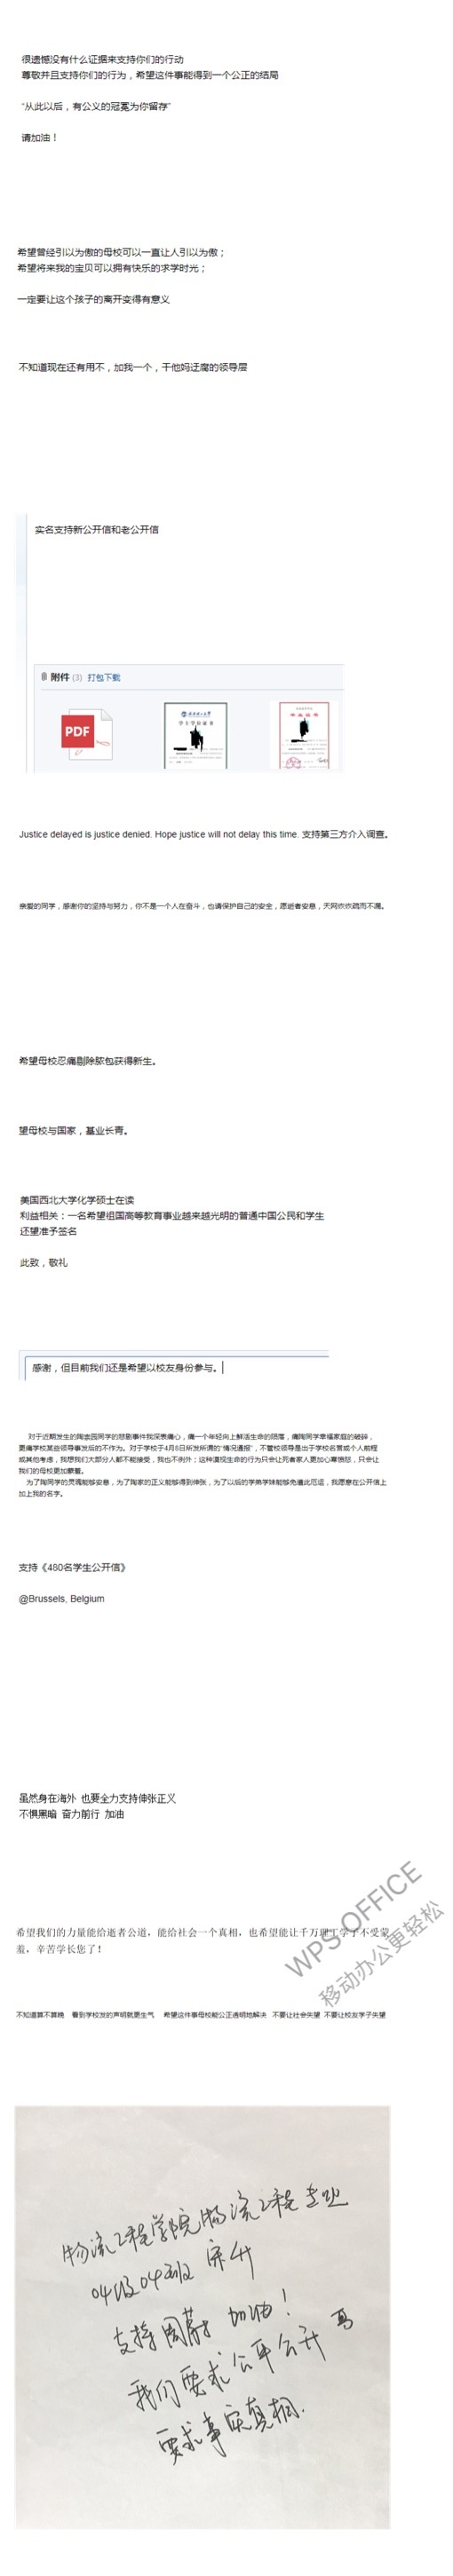 很遗憾没有什么证据来支持你们的行动
尊敬并且支持你们的行为，希望这件事能得到一个公正的结局
“从此以后，有公义的冠冕为你留存”
请加油！
希望曾经引以为傲的母校可以一直让人引以为傲；
希望将来我的宝贝可以拥有快乐的求学时光；
一定要让这个孩子的离开变得有意义
不知道现在还有用不，加我一个，干他妈迂腐的领导层
实名支持新公开信和老公开信
附件 (3) 打包下载
PDF
学士学位证书
毕业证书
Justice delayed is justice denied. Hope justice will not delay this time. 支持第三方介入调查。
亲爱的同学，感谢你的坚持与努力，你不是一个人在奋斗，也请保护自己的安全，愿逝者安息，天网恢恢疏而不漏。
希望母校忍痛剔除脓包获得新生。
望母校与国家，基业长青。
美国西北大学化学硕士在读
利益相关：一名希望祖国高等教育事业越来越光明的普通中国公民和学生
还望准予签名
此致，敬礼
感谢，但目前我们还是希望以校友身份参与。
对于近期发生的陶崇园同学的悲剧事件我深表痛心，痛一个年轻向上鲜活生命的陨落，痛陶同学幸福家庭的破碎，
更痛学校某些领导事发后的不作为。对于学校于4月8日所发所谓的“情况通报”，不管校领导是出于学校名誉或个人前程
或其他考虑，我想我们大部分人都不能接受，我也不例外；这种漠视生命的行为只会让死者家人更加心寒愤怒，只会让
我们的母校更加蒙羞。
为了陶同学的灵魂能够安息，为了陶家的正义能够得到伸张，为了以后的学弟学妹能够免遭此厄运，我愿意在公开信上
加上我的名字。
支持《480名学生公开信》
@Brussels, Belgium
虽然身在海外 也要全力支持伸张正义
不惧黑暗 奋力前行 加油
希望我们的力量能给逝者公道，能给社会一个真相，也希望能让千万理工学子不受蒙
羞，辛苦学长您了！
WPS OFFICE
移动办公更轻松
不知道算不算晚 看到学校发的声明就更生气 希望这件事母校能公正透明地解决 不要让社会失望 不要让校友学子失望
物流工程学院物流工程专业
04级04班
支持周 加油！
我们要求公平公开
要求事实真相.